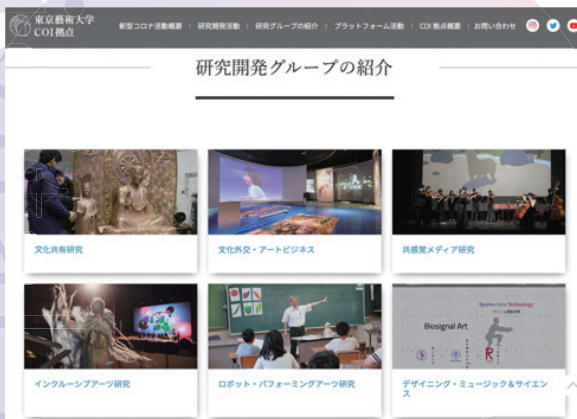 東京藝術大学
COI拠点
新型コロナ活動概要
研究開発活動
研究グループの紹介
プラットフォーム活動
COI 拠点概要
お問い合わせ
研究開発グループの紹介
文化共有研究
文化外交・アートビジネス
共感覚メディア研究
インクルーシブアーツ研究
ロボット・パフォーミングアーツ研究
Sports Arts Technology
Biosignal Art
デザイニング・ミュージック&サイエン
ス